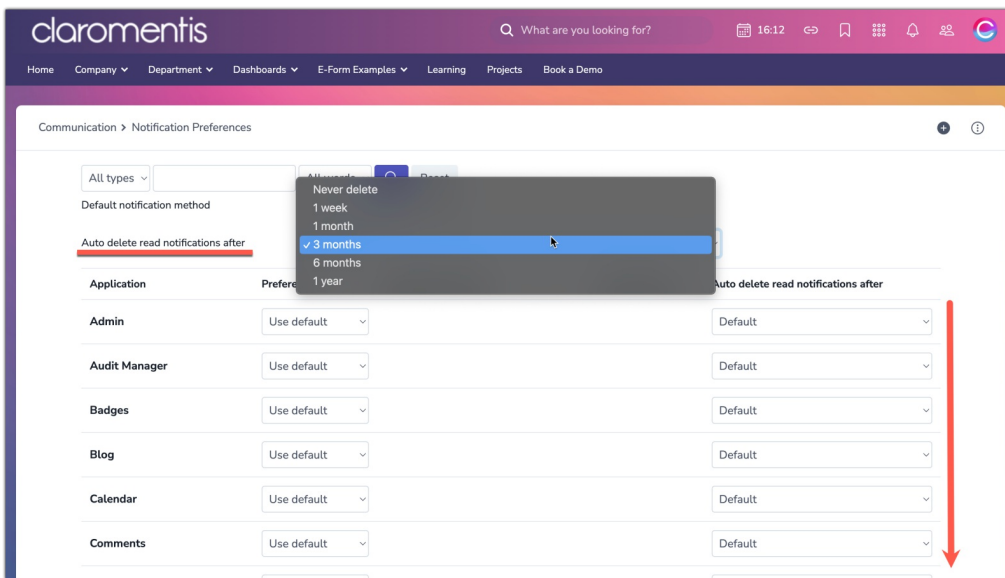 claromentis
What are you looking for?
16:12
Home Company Department Dashboards E-Form Examples Learning Projects Book a Demo
Communication > Notification Preferences
All types
Default notification method
Never delete
1 week
1 month
✓ 3 months
6 months
1 year
Auto delete read notifications after
Application Auto delete read notifications after
Admin Use default Default
Audit Manager Use default Default
Badges Use default Default
Blog Use default Default
Calendar Use default Default
Comments Use default Default